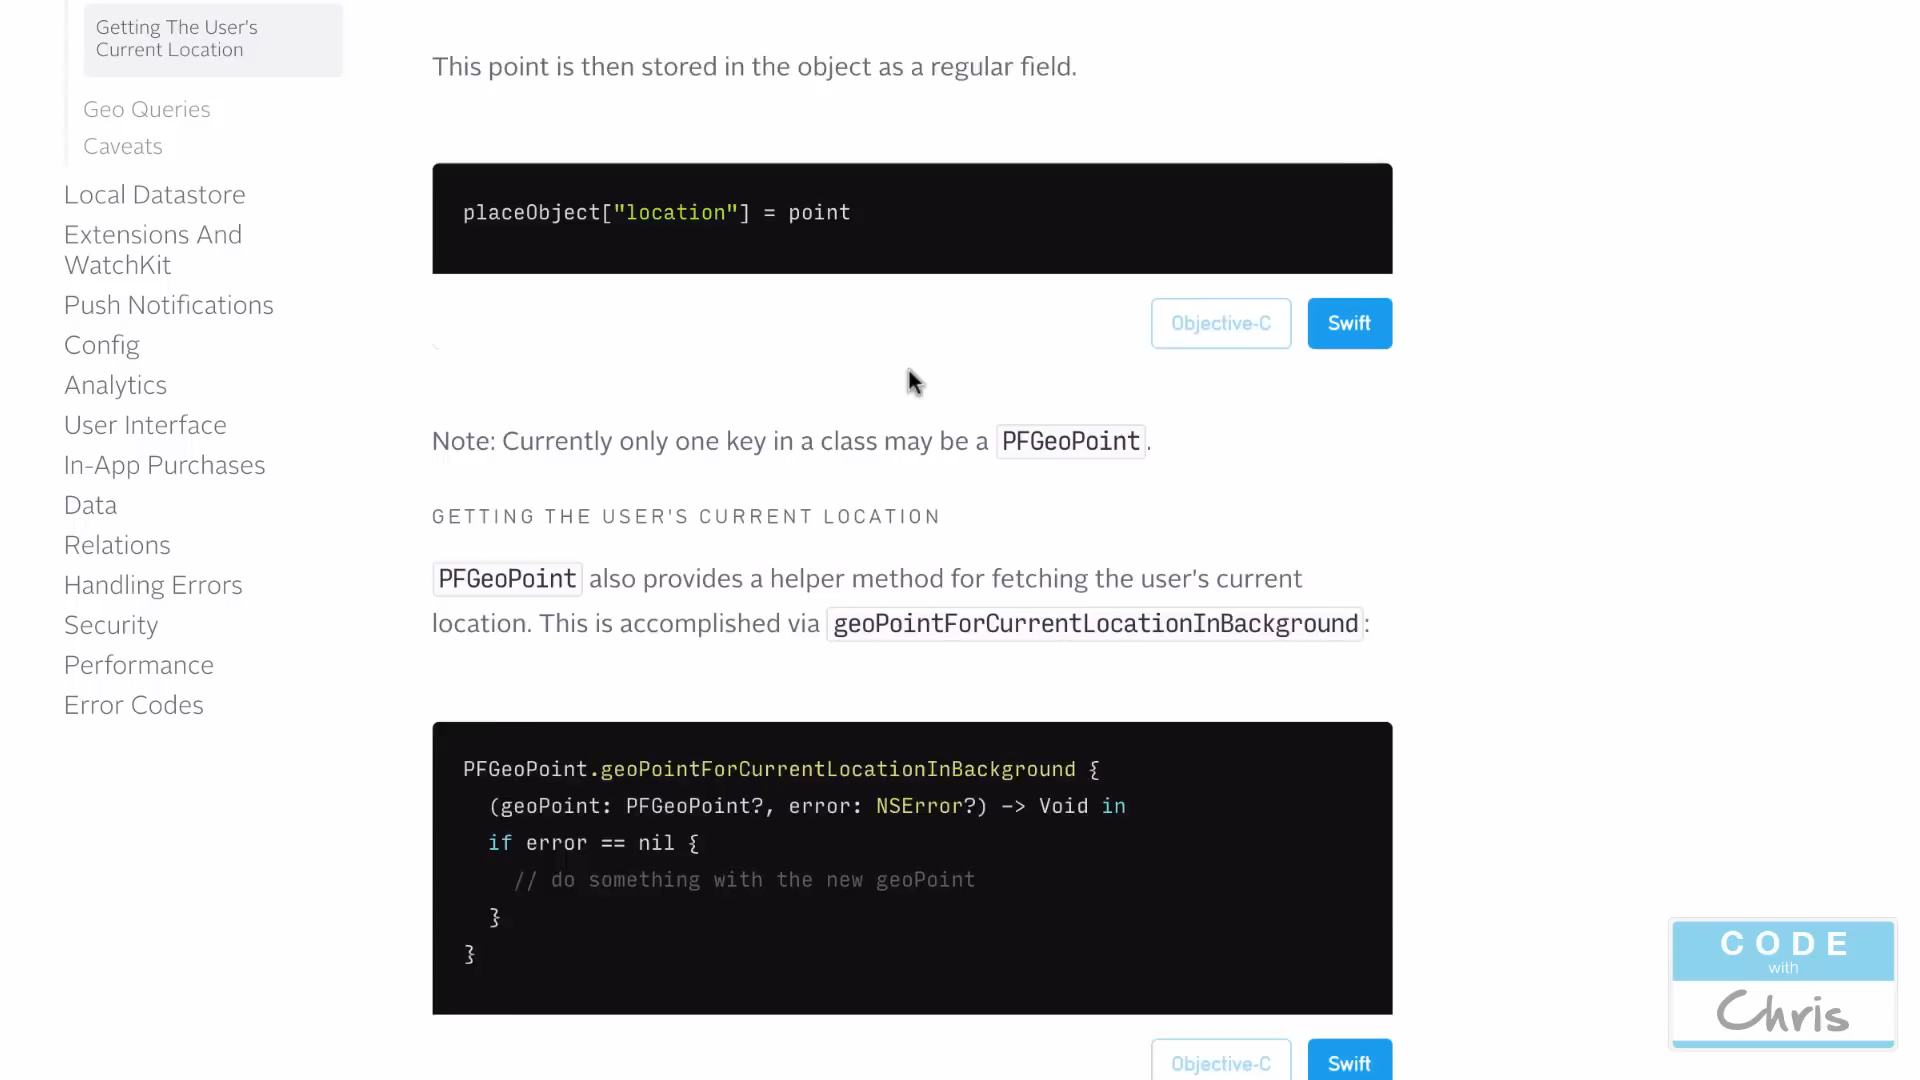 Getting The User's
Current Location
Geo Queries
Caveats
Local Datastore
Extensions And
WatchKit
Push Notifications
Config
Analytics
User Interface
In-App Purchases
Data
Relations
Handling Errors
Security
Performance
Error Codes
This point is then stored in the object as a regular field.
placeObject["location"] = point
Objective-C Swift
Note: Currently only one key in a class may be a PFGeoPoint.
GETTING THE USER'S CURRENT LOCATION
PFGeoPoint also provides a helper method for fetching the user's current
location. This is accomplished via geoPointForCurrentLocationInBackground:
PFGeoPoint.geoPointForCurrentLocationInBackground {
(geoPoint: PFGeoPoint?, error: NSError?) -> Void in
if error == nil {
// do something with the new geoPoint
}
}
Objective-C Swift
CODE
with
Chris